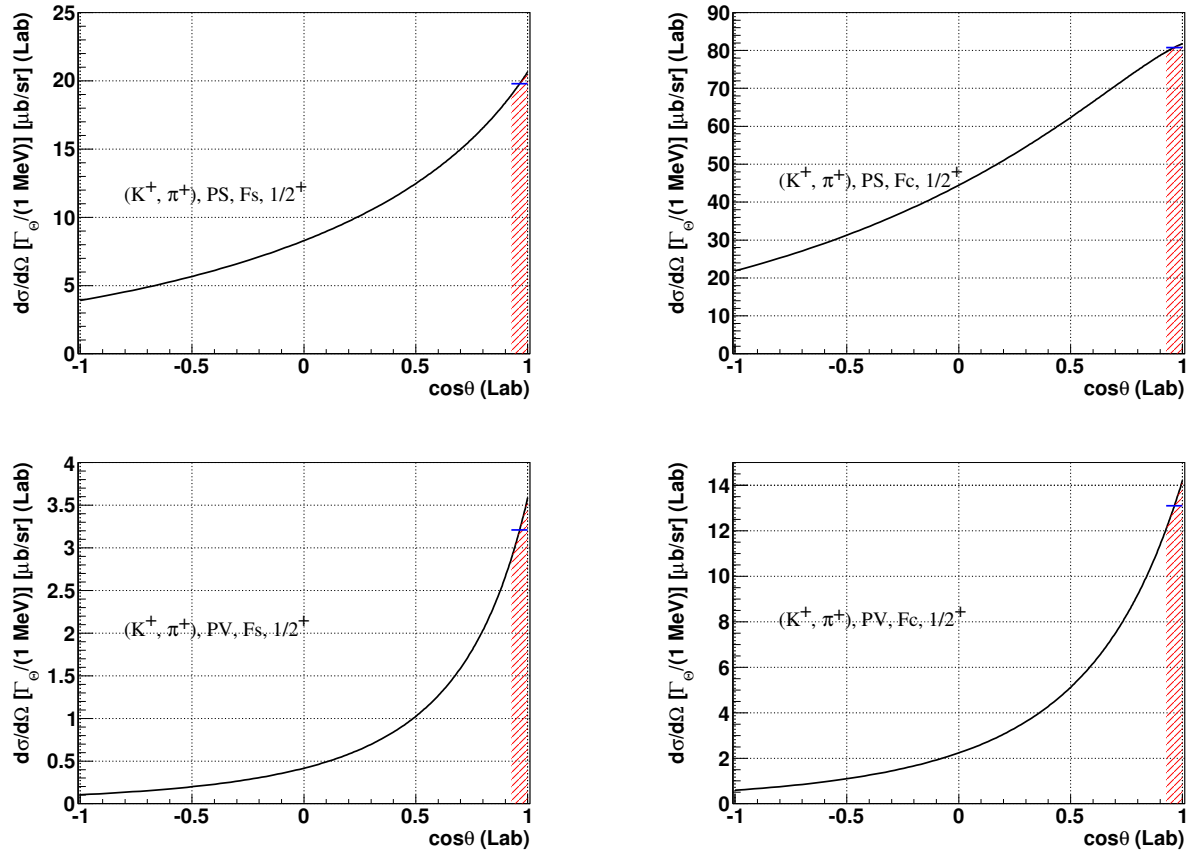 dσ/dΩ [Γ_Θ/(1 MeV)] [μb/sr] (Lab)
25
20
15
10
5
0
(K⁺, π⁺), PS, Fs, 1/2⁺
-1 -0.5 0 0.5 1
cosθ (Lab)
dσ/dΩ [Γ_Θ/(1 MeV)] [μb/sr] (Lab)
90
80
70
60
50
40
30
20
10
0
(K⁺, π⁺), PS, Fc, 1/2⁺
-1 -0.5 0 0.5 1
cosθ (Lab)
dσ/dΩ [Γ_Θ/(1 MeV)] [μb/sr] (Lab)
4
3.5
3
2.5
2
1.5
1
0.5
0
(K⁺, π⁺), PV, Fs, 1/2⁺
-1 -0.5 0 0.5 1
cosθ (Lab)
dσ/dΩ [Γ_Θ/(1 MeV)] [μb/sr] (Lab)
14
12
10
8
6
4
2
0
(K⁺, π⁺), PV, Fc, 1/2⁺
-1 -0.5 0 0.5 1
cosθ (Lab)